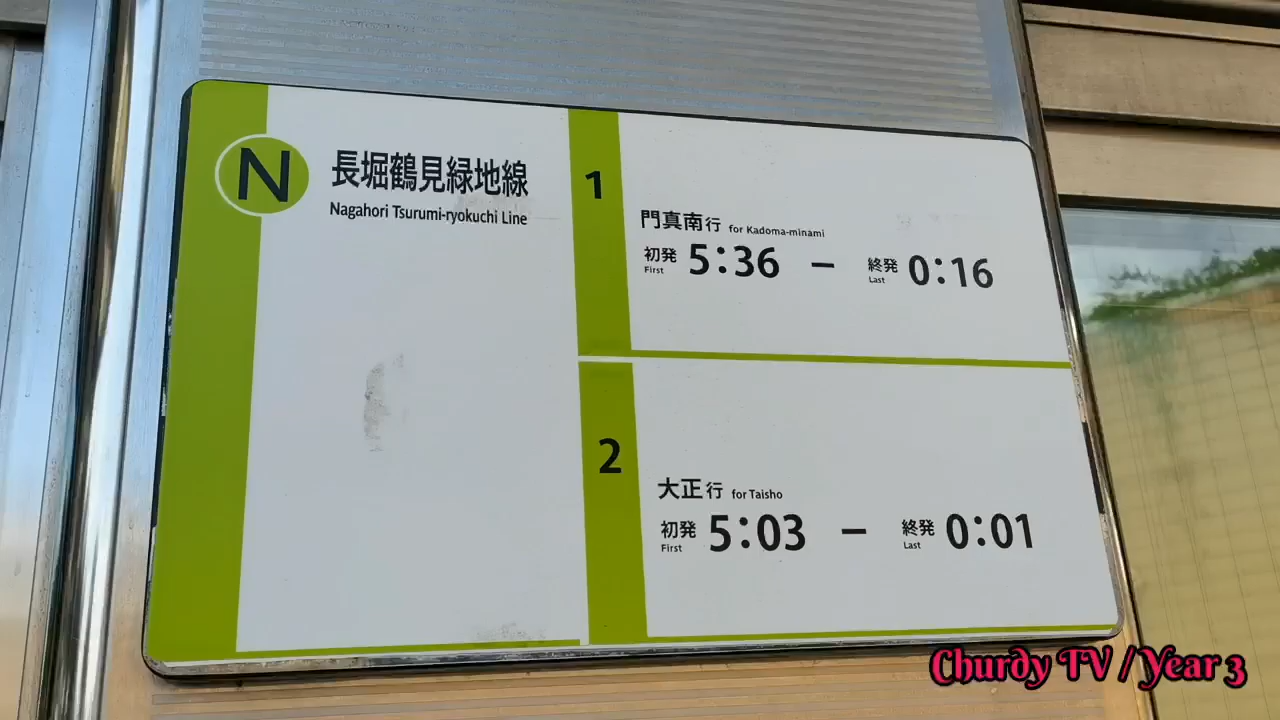 N
長堀鶴見緑地線
Nagahori Tsurumi-ryokuchi Line
1
門真南行 for Kadoma-minami
初発 First 5:36 – 終発 Last 0:16
2
大正行 for Taisho
初発 First 5:03 – 終発 Last 0:01
Churdy TV / Year 3